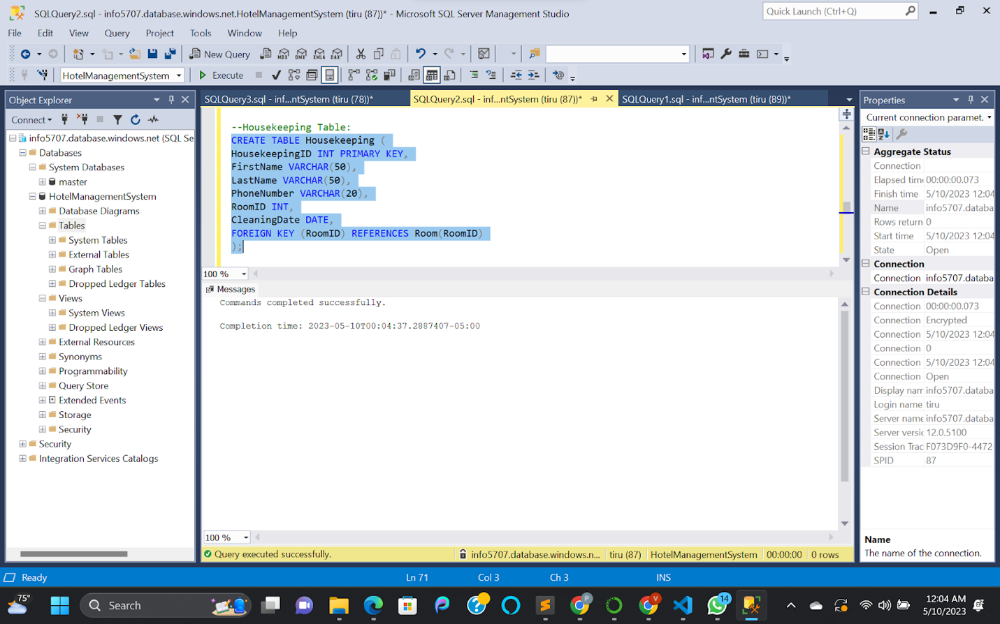 SQLQuery2.sql - info5707.database.windows.net.HotelManagementSystem (tiru (87))* - Microsoft SQL Server Management Studio
Quick Launch (Ctrl+Q)
File Edit View Query Project Tools Window Help
New Query
MDX DMX XMLA DAX
HotelManagementSystem
Execute
Object Explorer
Connect
info5707.database.windows.net (SQL Se
Databases
System Databases
master
HotelManagementSystem
Database Diagrams
Tables
System Tables
External Tables
Graph Tables
Dropped Ledger Tables
Views
System Views
Dropped Ledger Views
External Resources
Synonyms
Programmability
Query Store
Extended Events
Storage
Security
Security
Integration Services Catalogs
SQLQuery3.sql - inf...ntSystem (tiru (78))*
SQLQuery2.sql - inf...ntSystem (tiru (87))*
SQLQuery1.sql - inf...ntSystem (tiru (89))*
--Housekeeping Table:
CREATE TABLE Housekeeping (
HousekeepingID INT PRIMARY KEY,
FirstName VARCHAR(50),
LastName VARCHAR(50),
PhoneNumber VARCHAR(20),
RoomID INT,
CleaningDate DATE,
FOREIGN KEY (RoomID) REFERENCES Room(RoomID)
);
100 %
Messages
Commands completed successfully.
Completion time: 2023-05-10T00:04:37.2887407-05:00
100 %
Query executed successfully.
info5707.database.windows.n...
tiru (87)
HotelManagementSystem
00:00:00
0 rows
Properties
Current connection paramet.
Aggregate Status
Connection
Elapsed time 00:00:00.073
Finish time 5/10/2023 12:04
Name info5707.databa
Rows return 0
Start time 5/10/2023 12:04
State Open
Connection
Connection info5707.databa
Connection Details
Connection 00:00:00.073
Connection Encrypted
Connection 5/10/2023 12:04
Connection 0
Connection 5/10/2023 12:04
Connection Open
Display nam info5707.databa
Login name tiru
Server name info5707.databa
Server versic 12.0.5100
Session Trac F073D9F0-4472
SPID 87
Name
The name of the connection.
Ready
Ln 71
Col 3
Ch 3
INS
75°
Search
P
V
14
12:04 AM
5/10/2023